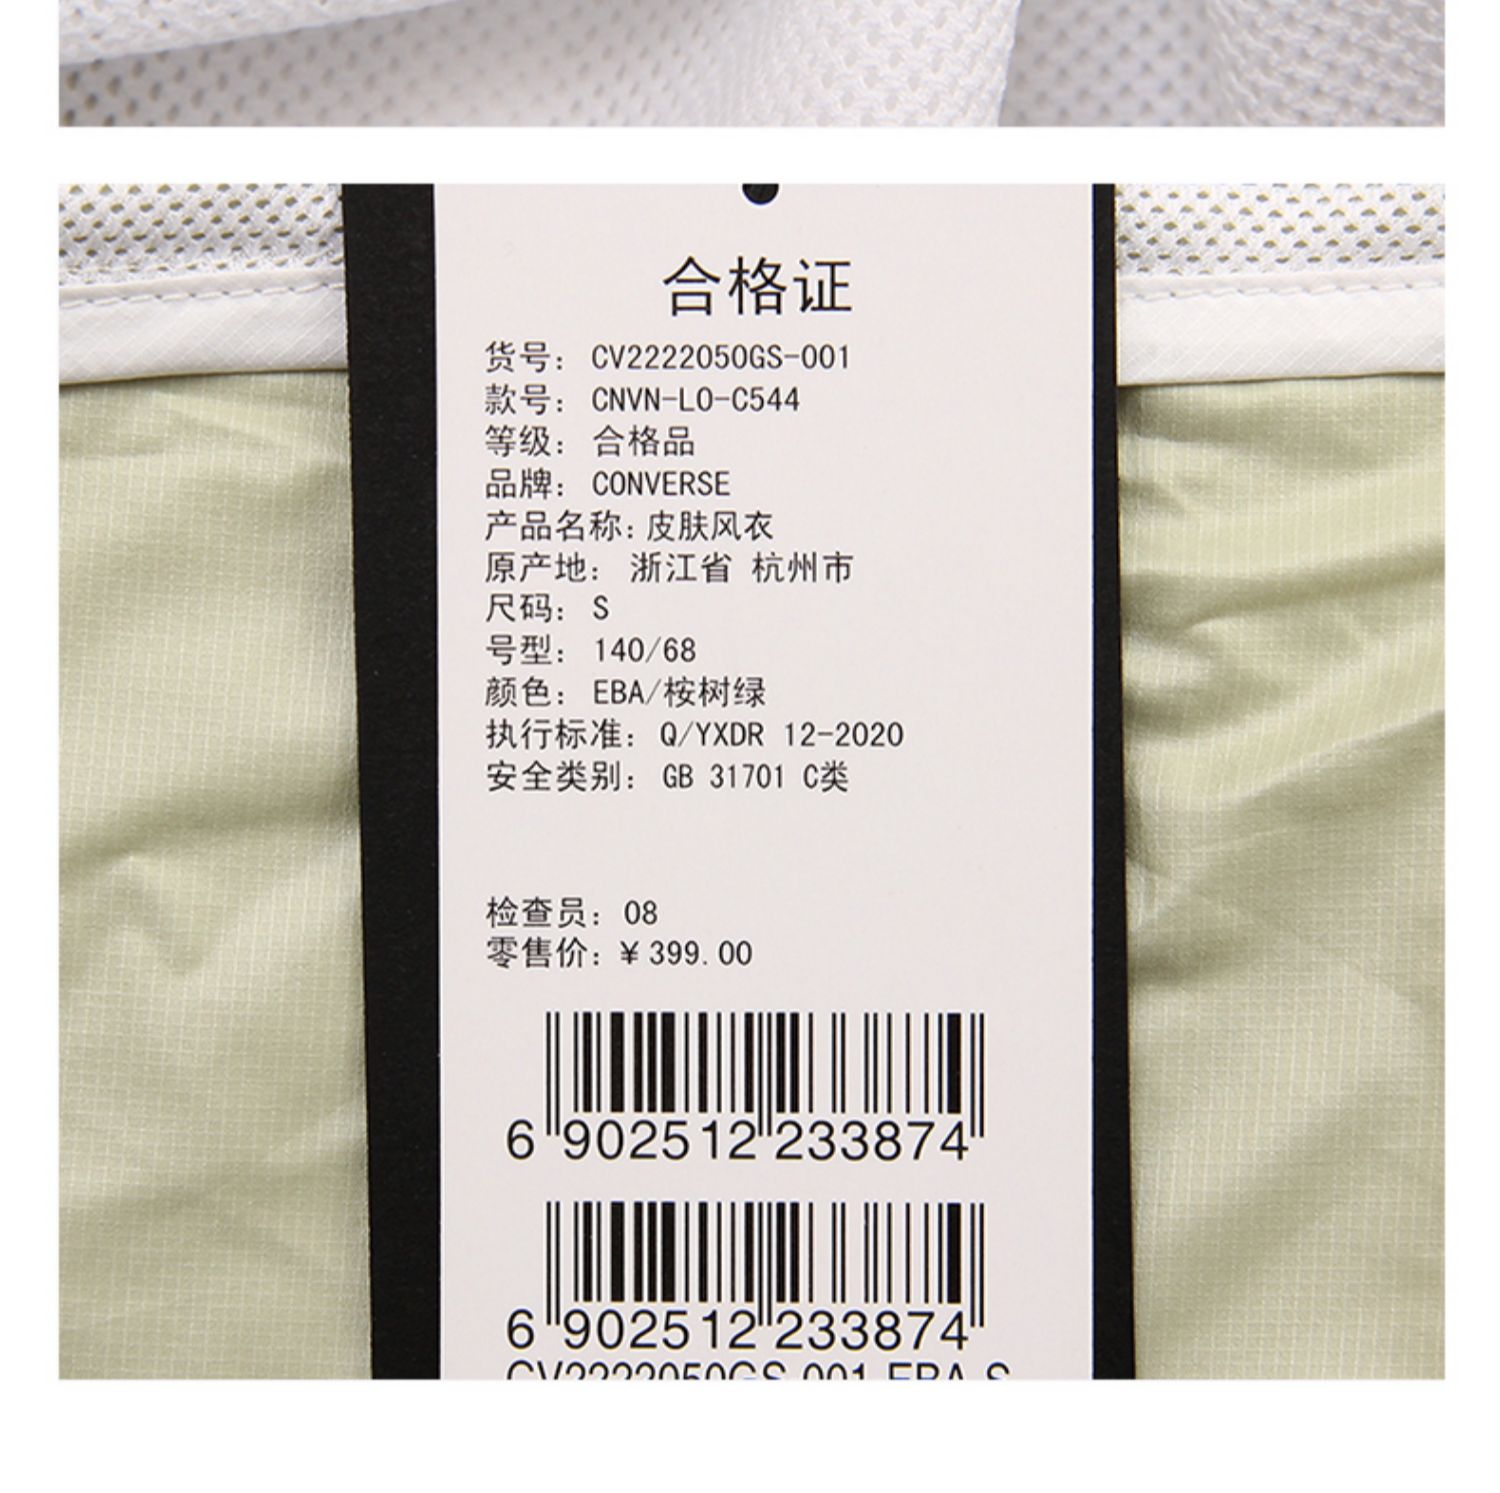 合格证
货号： CV2222050GS-001
款号： CNVN-LO-C544
等级： 合格品
品牌： CONVERSE
产品名称：皮肤风衣
原产地： 浙江省 杭州市
尺码： S
号型： 140/68
颜色： EBA/桉树绿
执行标准： Q/YXDR 12-2020
安全类别： GB 31701 C类
检查员： 08
零售价：¥399.00
6 902512 233874
6 902512 233874
CV2222050GS-001-EBA-S